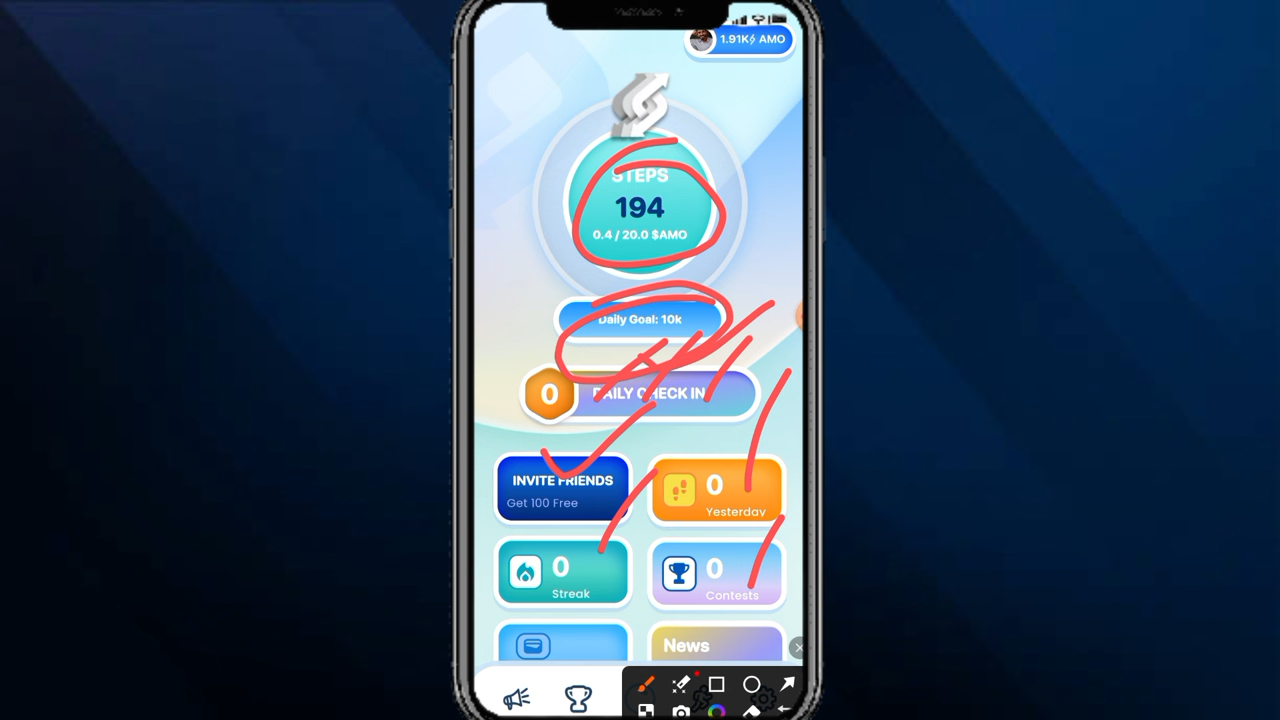 1.91K AMO
STEPS
194
0.4 / 20.0 $AMO
Daily Goal: 10k
0
DAILY CHECK IN
INVITE FRIENDS
Get 100 Free
0
Yesterday
0
Streak
0
Contests
News